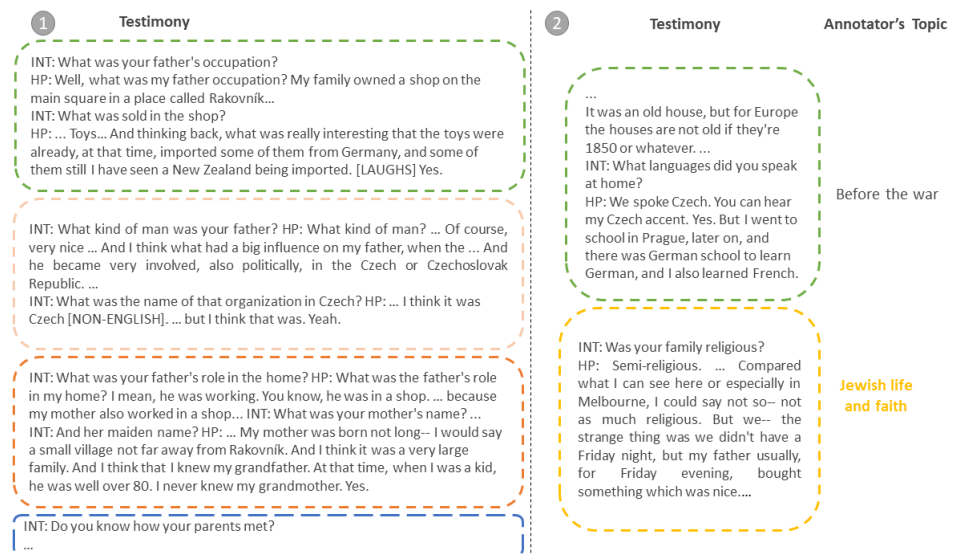 1
Testimony
INT: What was your father's occupation?
HP: Well, what was my father occupation? My family owned a shop on the
main square in a place called Rakovník…
INT: What was sold in the shop?
HP: ... Toys… And thinking back, what was really interesting that the toys were
already, at that time, imported some of them from Germany, and some of
them still I have seen a New Zealand being imported. [LAUGHS] Yes.
INT: What kind of man was your father? HP: What kind of man? ... Of course,
very nice ... And I think what had a big influence on my father, when the ... And
he became very involved, also politically, in the Czech or Czechoslovak
Republic. ...
INT: What was the name of that organization in Czech? HP: ... I think it was
Czech [NON-ENGLISH]. ... but I think that was. Yeah.
INT: What was your father's role in the home? HP: What was the father's role
in my home? I mean, he was working. You know, he was in a shop. ... because
my mother also worked in a shop... INT: What was your mother's name? ...
INT: And her maiden name? HP: ... My mother was born not long-- I would say
a small village not far away from Rakovník. And I think it was a very large
family. And I think that I knew my grandfather. At that time, when I was a kid,
he was well over 80. I never knew my grandmother. Yes.
INT: Do you know how your parents met?
...
2
Testimony
Annotator's Topic
...
It was an old house, but for Europe
the houses are not old if they're
1850 or whatever. ...
INT: What languages did you speak
at home?
HP: We spoke Czech. You can hear
my Czech accent. Yes. But I went to
school in Prague, later on, and
there was German school to learn
German, and I also learned French.
Before the war
INT: Was your family religious?
HP: Semi-religious. ... Compared
what I can see here or especially in
Melbourne, I could say not so-- not
as much religious. But we-- the
strange thing was we didn't have a
Friday night, but my father usually,
for Friday evening, bought
something which was nice....
Jewish life
and faith